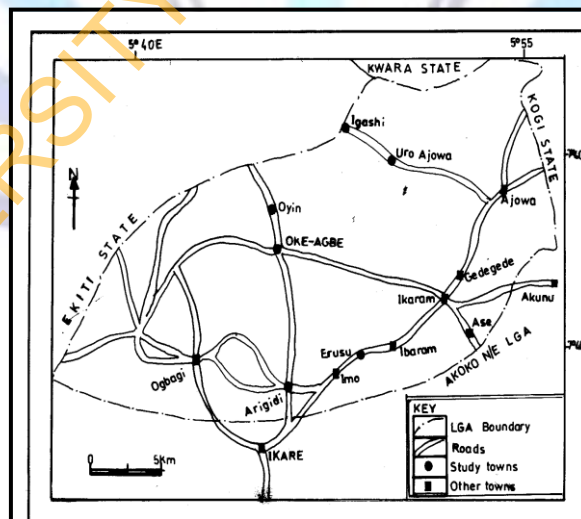 5° 40E
5° 55
KWARA STATE
KOGI STATE
Igashi
Uro Ajowa
Ajowa
N
Oyin
EKITI STATE
OKE-AGBE
Gedegede
Ikaram
Akunu
Ase
Erusu
Ibaram
AKOKO N/E LGA
Ogbagi
Imo
Arigidi
IKARE
0
5Km
KEY
LGA Boundary
Roads
Study towns
Other towns
ERSITY